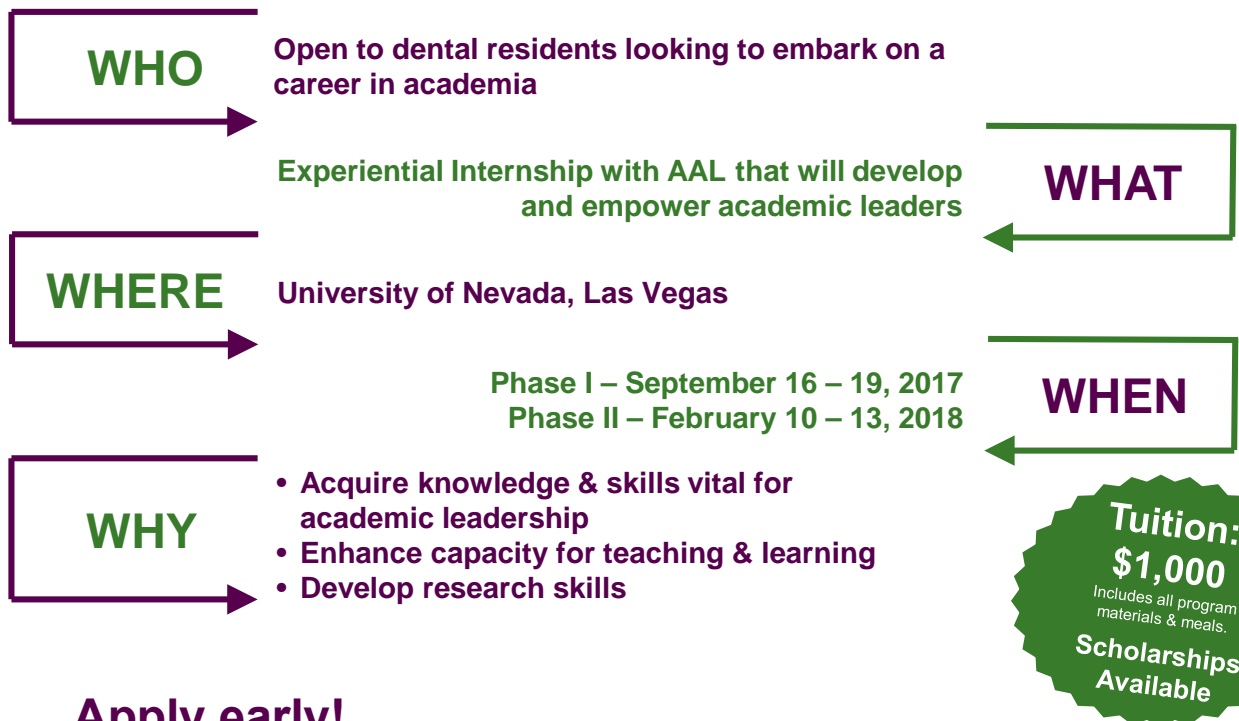 WHO
Open to dental residents looking to embark on a
career in academia
Experiential Internship with AAL that will develop
and empower academic leaders
WHAT
WHERE
University of Nevada, Las Vegas
Phase I – September 16 – 19, 2017
Phase II – February 10 – 13, 2018
WHEN
WHY
• Acquire knowledge & skills vital for
academic leadership
• Enhance capacity for teaching & learning
• Develop research skills
Tuition:
$1,000
Includes all program
materials & meals.
Scholarships
Available
Apply early!